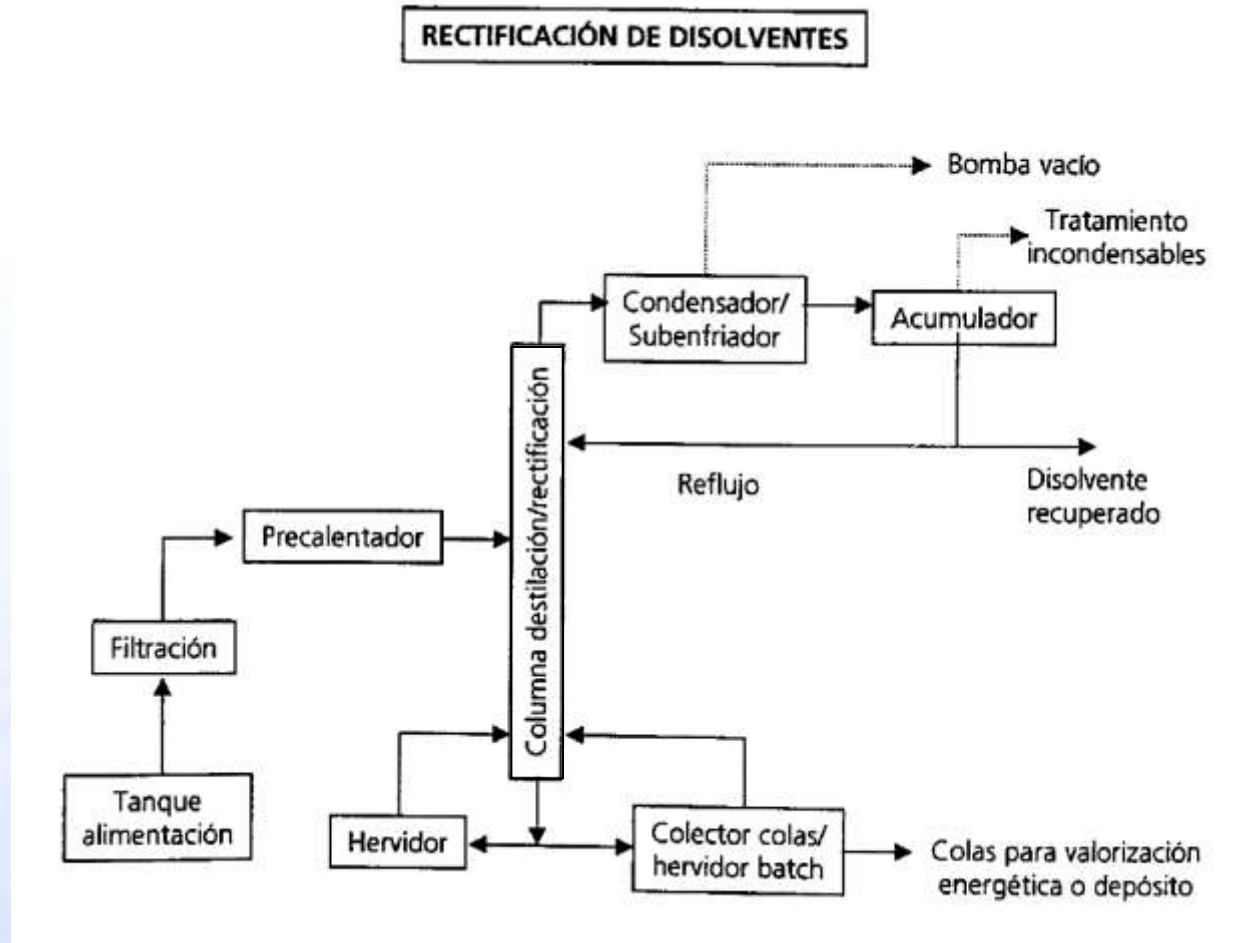 RECTIFICACIÓN DE DISOLVENTES
Bomba vacío
Tratamiento
incondensables
Condensador/
Subenfriador
Acumulador
Columna destilación/rectificación
Reflujo
Disolvente
recuperado
Precalentador
Filtración
Tanque
alimentación
Hervidor
Colector colas/
hervidor batch
Colas para valorización
energética o depósito